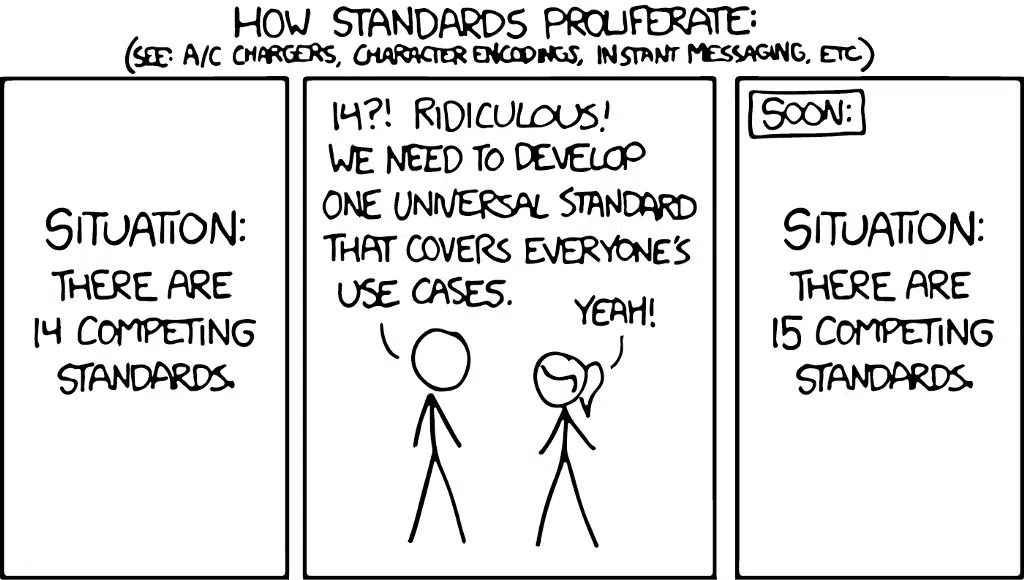 HOW STANDARDS PROLIFERATE:
(SEE: A/C CHARGERS, CHARACTER ENCODINGS, INSTANT MESSAGING, ETC.)
SITUATION:
THERE ARE
14 COMPETING
STANDARDS.
14?! RIDICULOUS!
WE NEED TO DEVELOP
ONE UNIVERSAL STANDARD
THAT COVERS EVERYONE'S
USE CASES.
YEAH!
SOON:
SITUATION:
THERE ARE
15 COMPETING
STANDARDS.